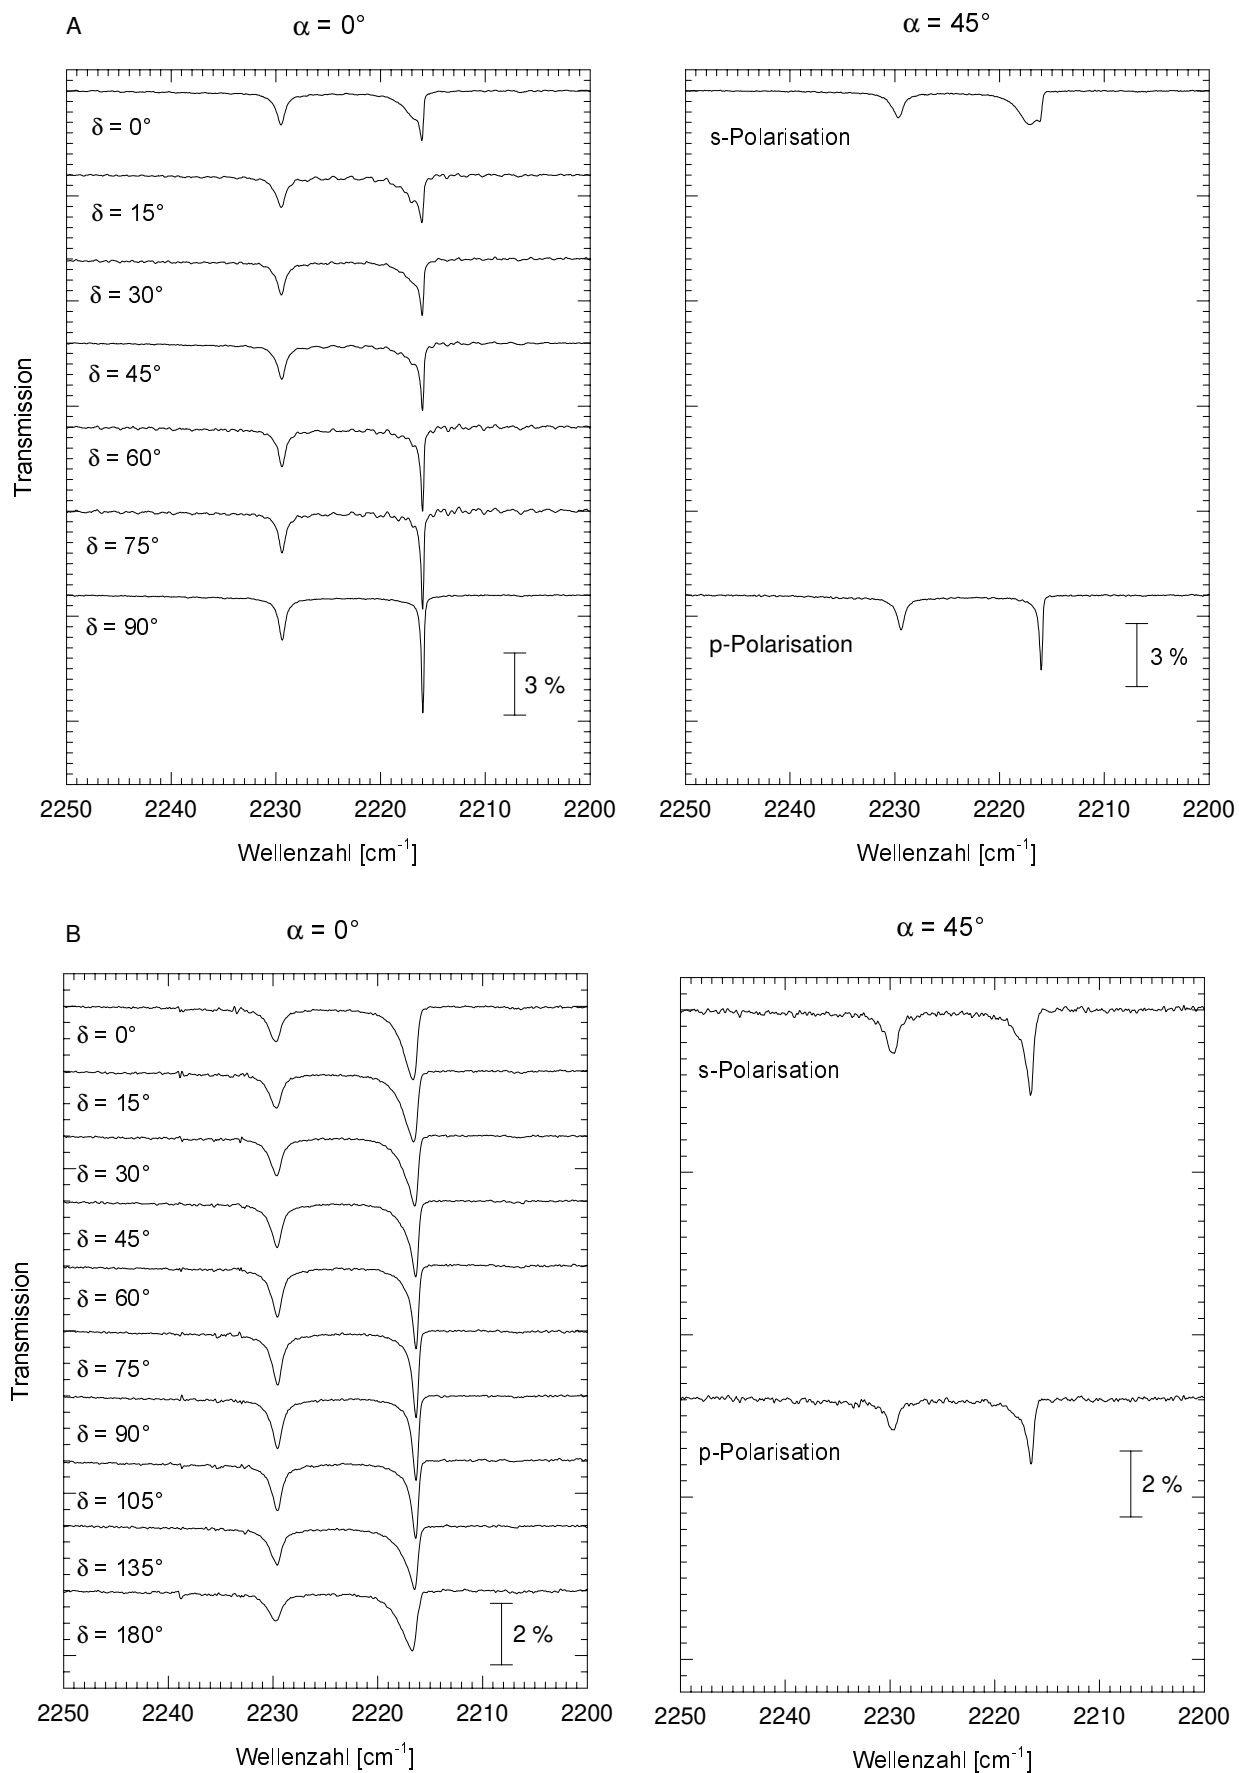 A
α = 0°
α = 45°
δ = 0°
δ = 15°
δ = 30°
δ = 45°
δ = 60°
δ = 75°
δ = 90°
3 %
s-Polarisation
p-Polarisation
3 %
Transmission
2250 2240 2230 2220 2210 2200
2250 2240 2230 2220 2210 2200
Wellenzahl [cm⁻¹]
Wellenzahl [cm⁻¹]
B
α = 0°
α = 45°
δ = 0°
δ = 15°
δ = 30°
δ = 45°
δ = 60°
δ = 75°
δ = 90°
δ = 105°
δ = 135°
δ = 180°
2 %
s-Polarisation
p-Polarisation
2 %
Transmission
2250 2240 2230 2220 2210 2200
2250 2240 2230 2220 2210 2200
Wellenzahl [cm⁻¹]
Wellenzahl [cm⁻¹]